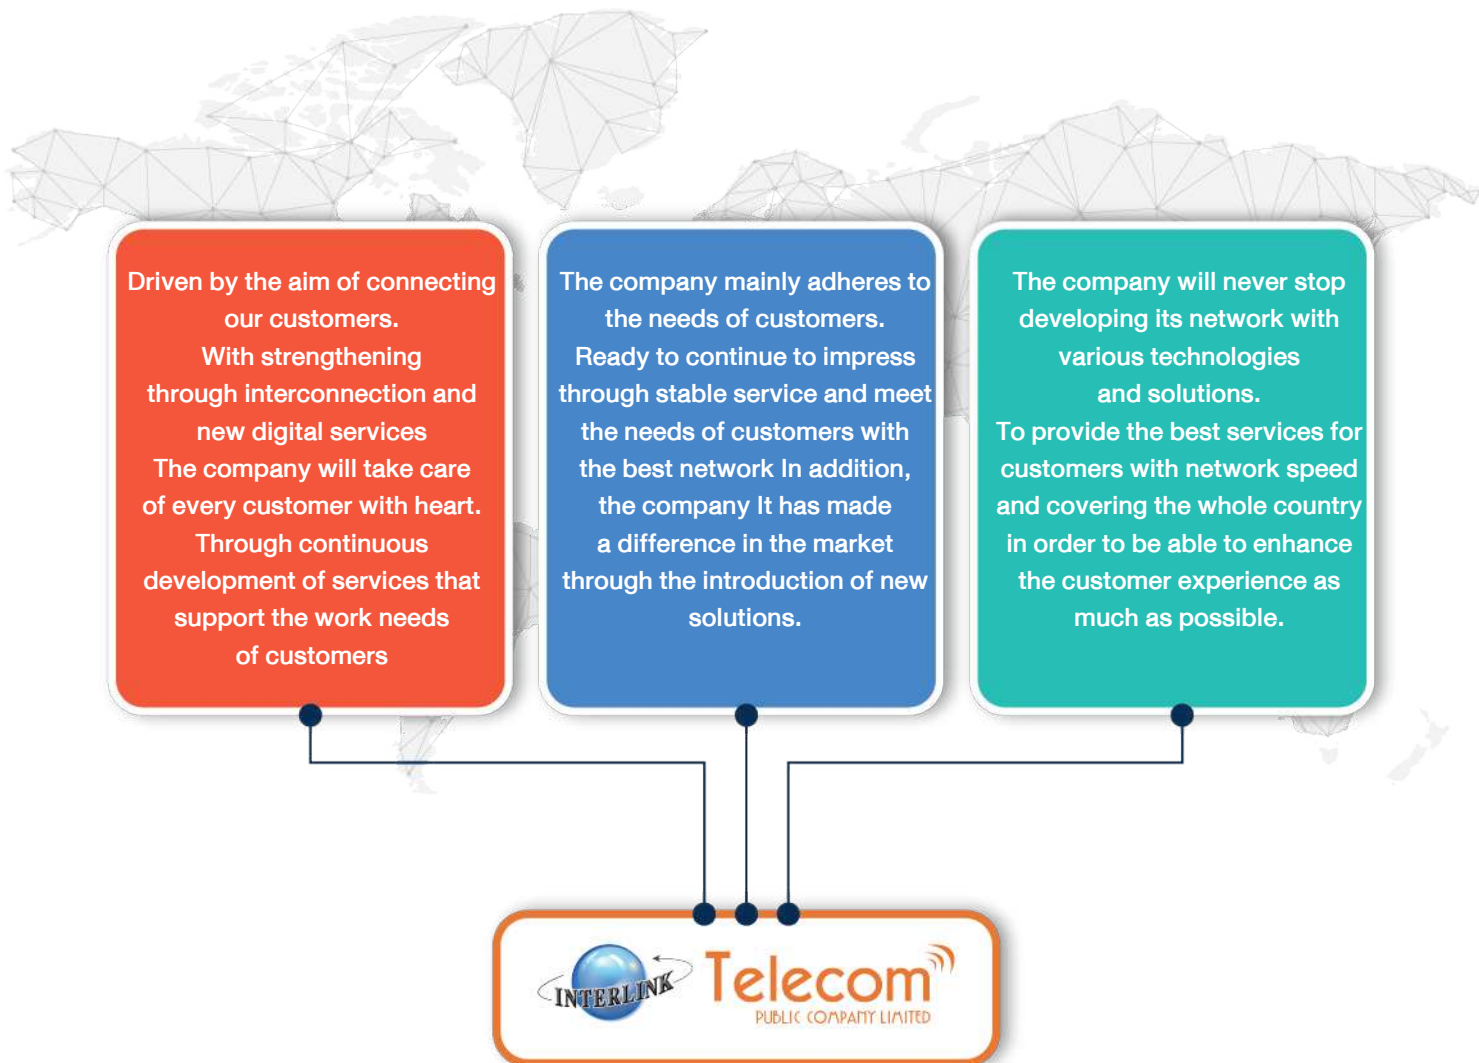 Driven by the aim of connecting
our customers.
With strengthening
through interconnection and
new digital services
The company will take care
of every customer with heart.
Through continuous
development of services that
support the work needs
of customers
The company mainly adheres to
the needs of customers.
Ready to continue to impress
through stable service and meet
the needs of customers with
the best network In addition,
the company It has made
a difference in the market
through the introduction of new
solutions.
The company will never stop
developing its network with
various technologies
and solutions.
To provide the best services for
customers with network speed
and covering the whole country
in order to be able to enhance
the customer experience as
much as possible.
INTERLINK
Telecom
PUBLIC COMPANY LIMITED